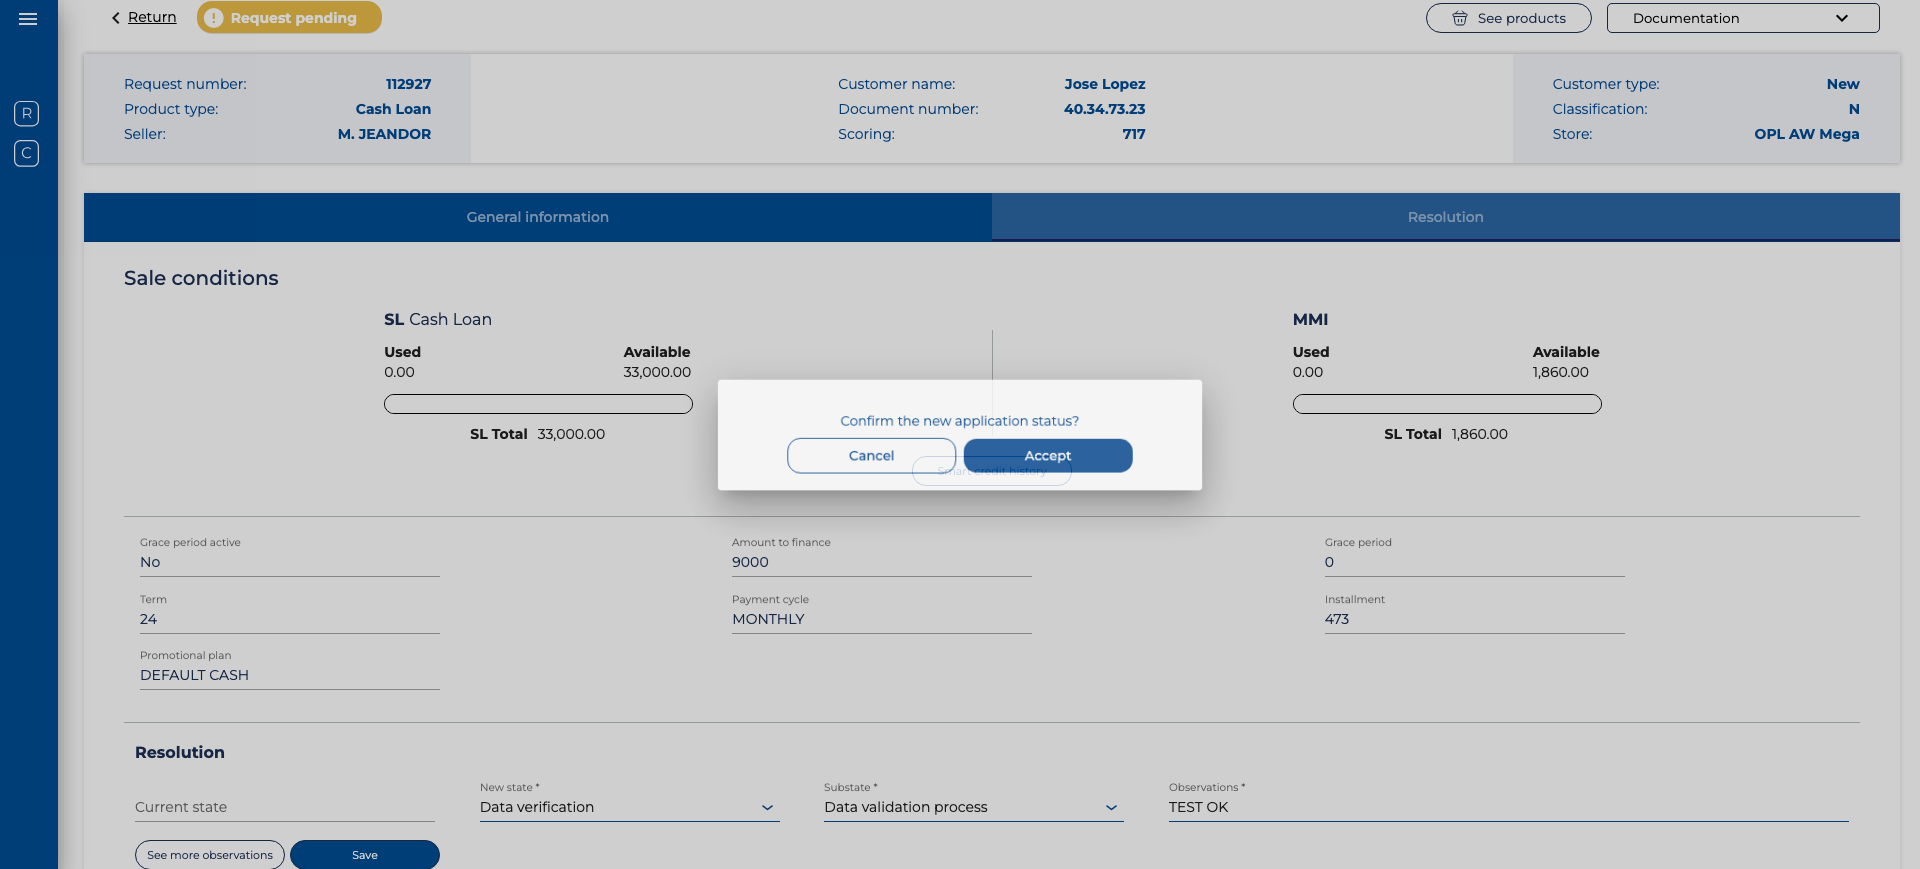 Return
Request pending
See products
Documentation
R
C
Request number: 112927
Product type: Cash Loan
Seller: M. JEANDOR
Customer name: Jose Lopez
Document number: 40.34.73.23
Scoring: 717
Customer type: New
Classification: N
Store: OPL AW Mega
General information
Resolution
Sale conditions
SL Cash Loan
Used Available
0.00 33,000.00
SL Total 33,000.00
MMI
Used Available
0.00 1,860.00
SL Total 1,860.00
Confirm the new application status?
Cancel
Accept
Smart credit history
Grace period active
No
Amount to finance
9000
Grace period
0
Term
24
Payment cycle
MONTHLY
Installment
473
Promotional plan
DEFAULT CASH
Resolution
Current state
New state *
Data verification
Substate *
Data validation process
Observations *
TEST OK
See more observations
Save